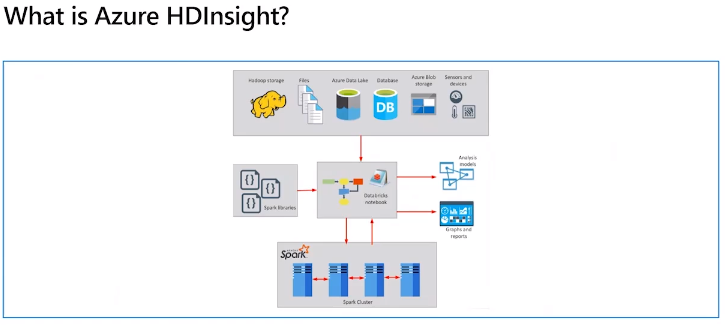 What is Azure HDInsight?
Hadoop storage
Files
Azure Data Lake
Database
Azure Blob
storage
Sensors and
devices
DB
Analysis
models
Spark libraries
Databricks
notebook
Graphs and
reports
APACHE
Spark
Spark Cluster